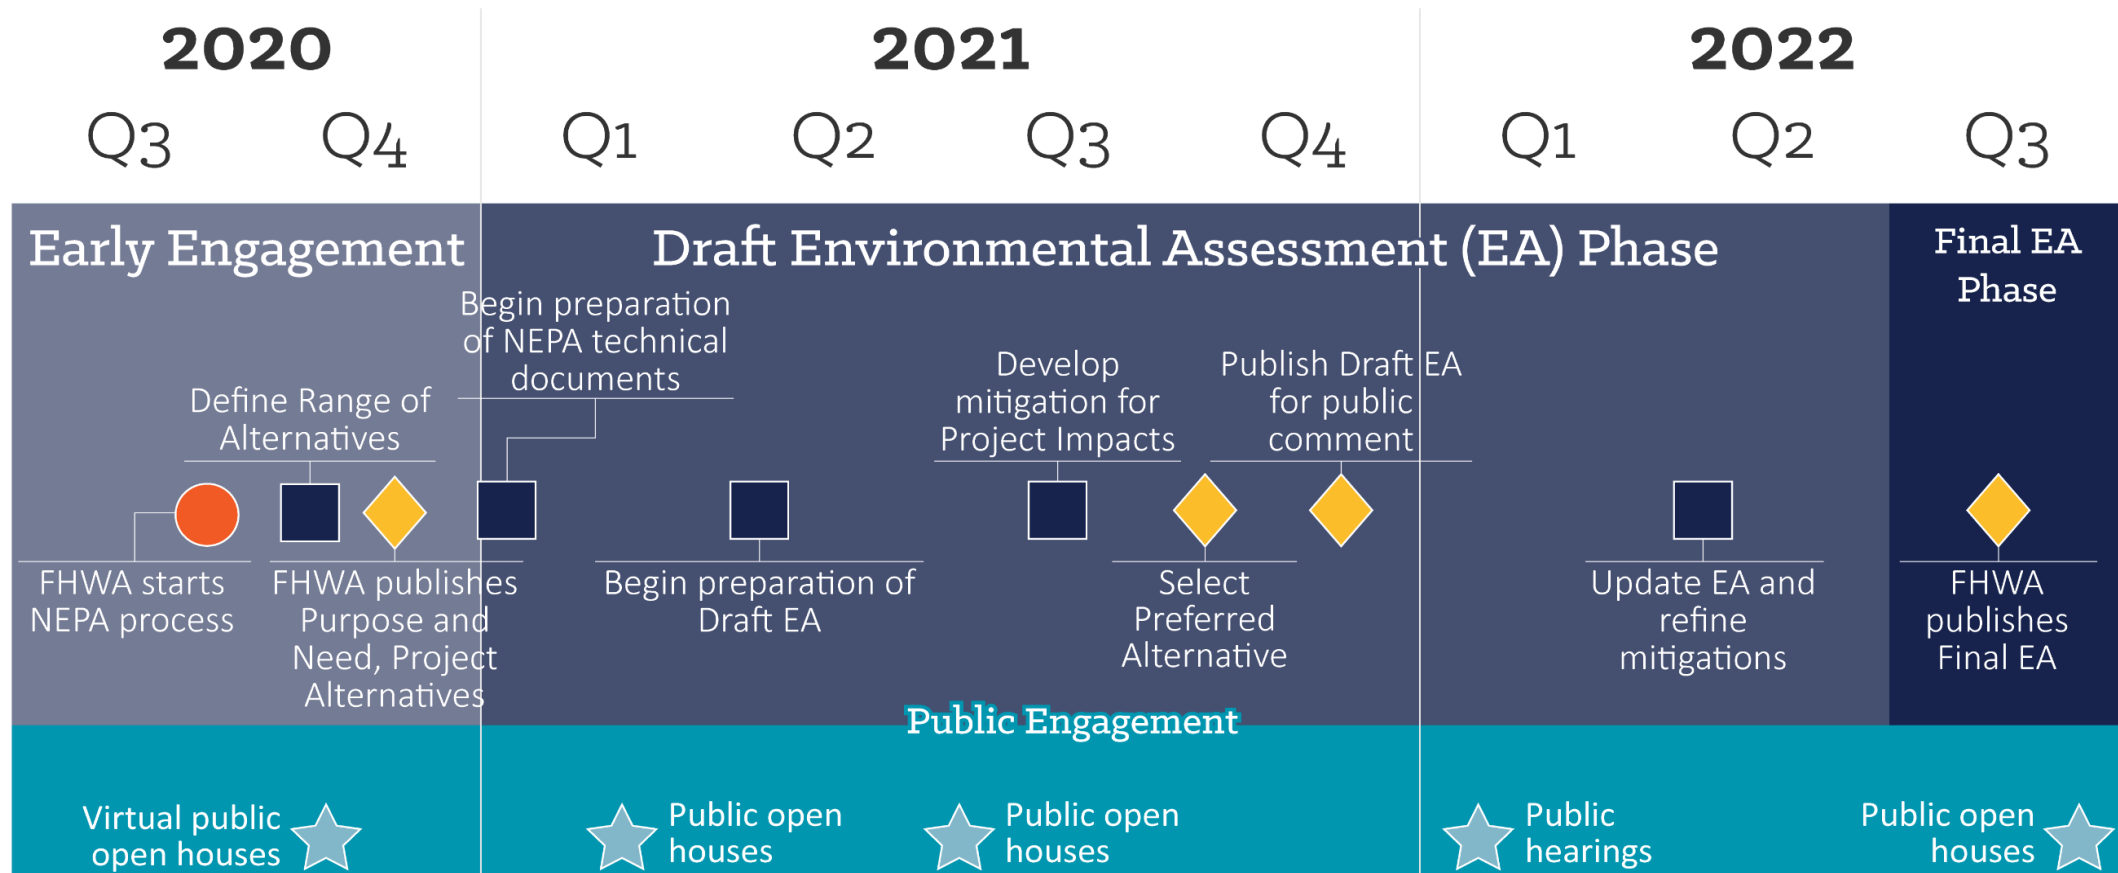 2020
2021
2022
Q3
Q4
Q1
Q2
Q3
Q4
Q1
Q2
Q3
Early Engagement
Draft Environmental Assessment (EA) Phase
Final EA
Phase
Begin preparation
of NEPA technical
documents
Define Range of
Alternatives
Develop
mitigation for
Project Impacts
Publish Draft EA
for public
comment
FHWA starts
NEPA process
FHWA publishes
Purpose and
Need, Project
Alternatives
Begin preparation of
Draft EA
Select
Preferred
Alternative
Update EA and
refine
mitigations
FHWA
publishes
Final EA
Public Engagement
Virtual public
open houses
Public open
houses
Public open
houses
Public
hearings
Public open
houses